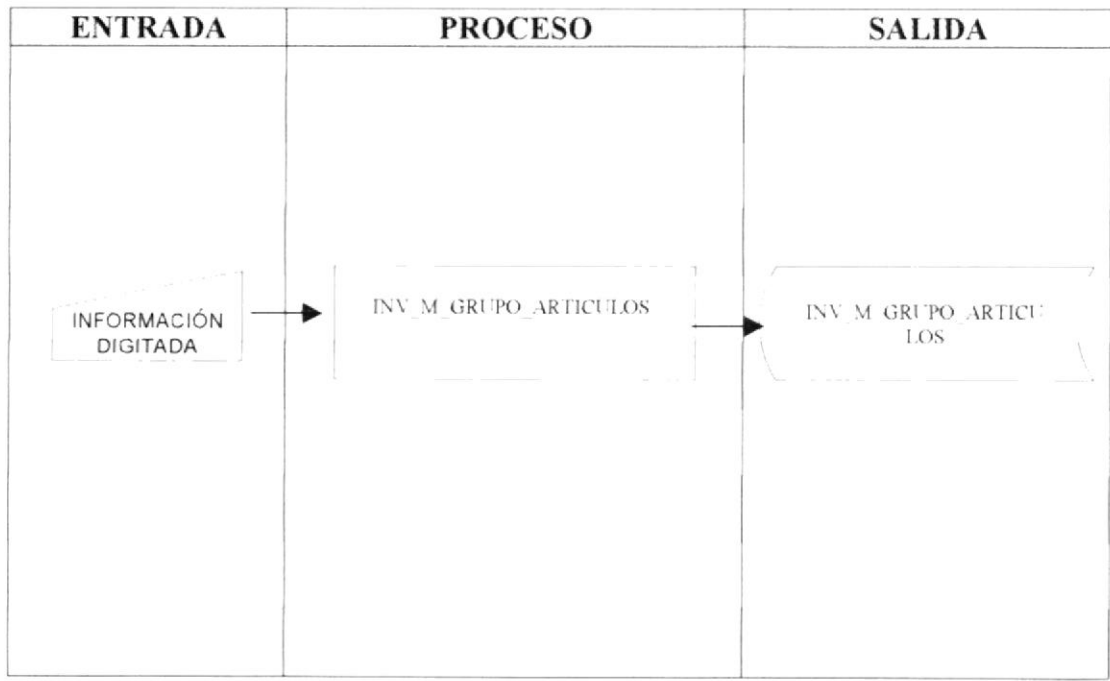 ENTRADA PROCESO SALIDA
INFORMACIÓN
DIGITADA
INV_M_GRUPO_ARTICULOS
INV_M_GRUPO_ARTICU
LOS